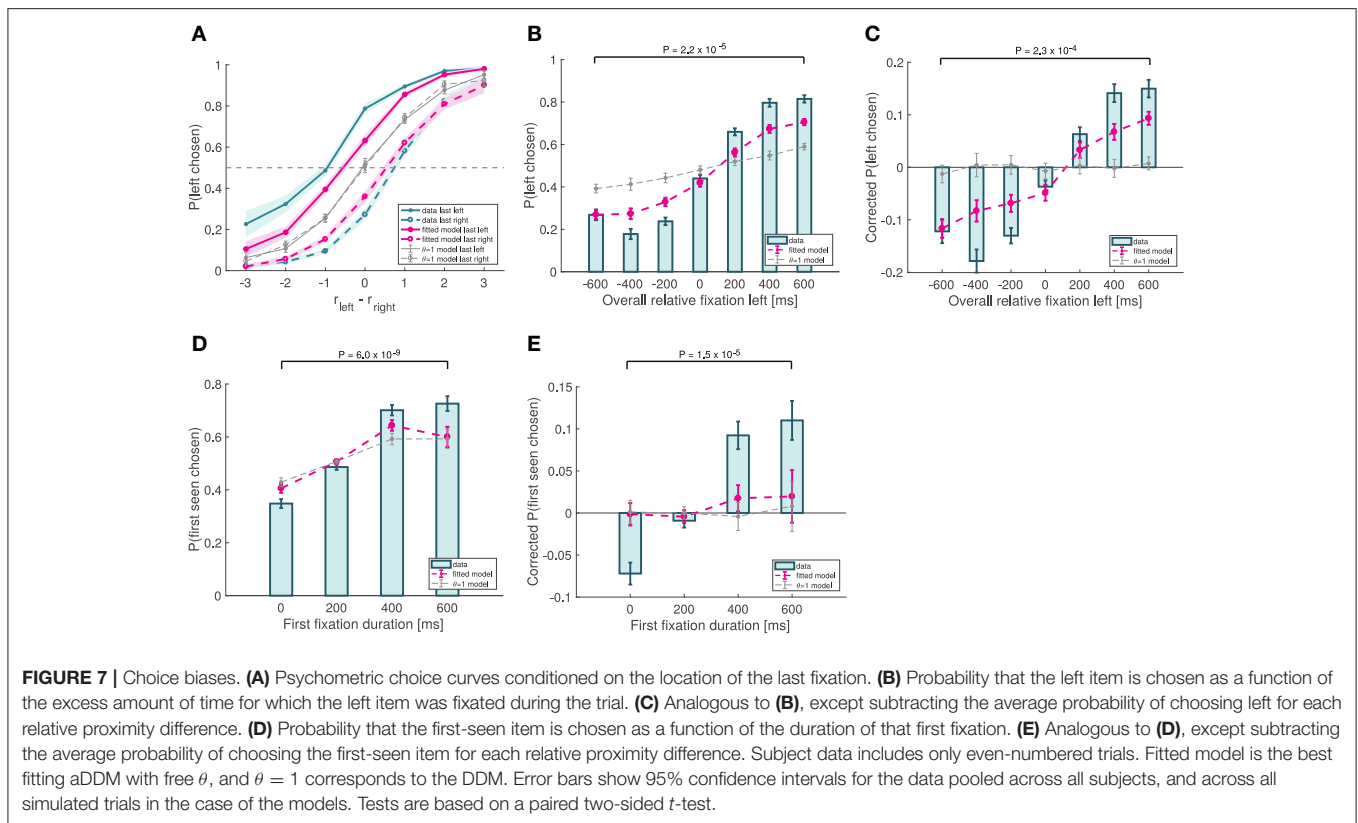 A
P(left chosen)
1
0.9
0.8
0.7
0.6
0.5
0.4
0.3
0.2
0.1
0
data last left
data last right
fitted model last left
fitted model last right
θ=1 model last left
θ=1 model last right
-3 -2 -1 0 1 2 3
r_left - r_right
B
P = 2.2 x 10^-5
P(left chosen)
1
0.8
0.6
0.4
0.2
0
data
fitted model
θ=1 model
-600 -400 -200 0 200 400 600
Overall relative fixation left [ms]
C
P = 2.3 x 10^-4
Corrected P(left chosen)
0.2
0.1
0
-0.1
-0.2
data
fitted model
θ=1 model
-600 -400 -200 0 200 400 600
Overall relative fixation left [ms]
D
P = 6.0 x 10^-9
P(first seen chosen)
0.8
0.6
0.4
0.2
0
data
fitted model
θ=1 model
0 200 400 600
First fixation duration [ms]
E
P = 1.5 x 10^-5
Corrected P(first seen chosen)
0.15
0.1
0.05
0
-0.05
-0.1
data
fitted model
θ=1 model
0 200 400 600
First fixation duration [ms]
FIGURE 7 | Choice biases. (A) Psychometric choice curves conditioned on the location of the last fixation. (B) Probability that the left item is chosen as a function of
the excess amount of time for which the left item was fixated during the trial. (C) Analogous to (B), except subtracting the average probability of choosing left for each
relative proximity difference. (D) Probability that the first-seen item is chosen as a function of the duration of that first fixation. (E) Analogous to (D), except subtracting
the average probability of choosing the first-seen item for each relative proximity difference. Subject data includes only even-numbered trials. Fitted model is the best
fitting aDDM with free θ, and θ = 1 corresponds to the DDM. Error bars show 95% confidence intervals for the data pooled across all subjects, and across all
simulated trials in the case of the models. Tests are based on a paired two-sided t-test.